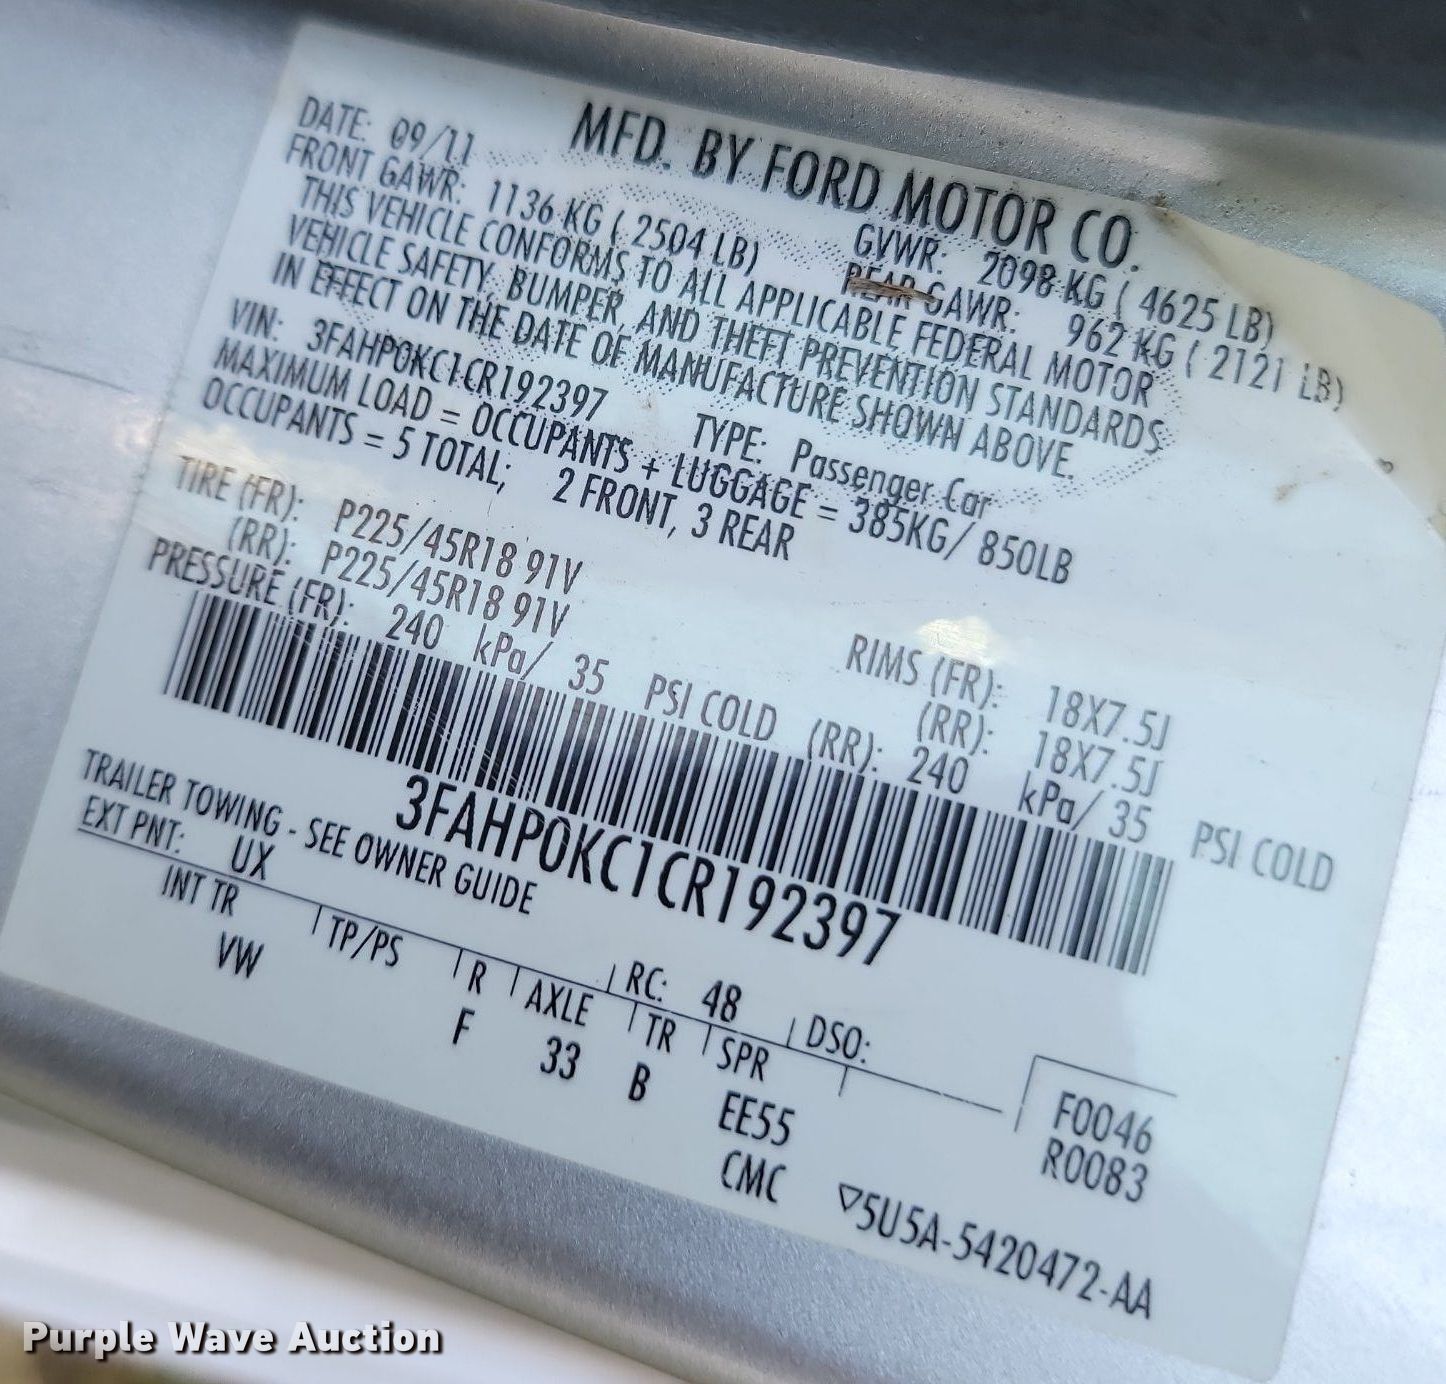 MFD. BY FORD MOTOR CO.
DATE: 09/11 GVWR: 2098 KG ( 4625 LB)
FRONT GAWR: 1136 KG ( 2504 LB) REAR GAWR: 962 KG ( 2121 LB)
THIS VEHICLE CONFORMS TO ALL APPLICABLE FEDERAL MOTOR
VEHICLE SAFETY, BUMPER, AND THEFT PREVENTION STANDARDS
IN EFFECT ON THE DATE OF MANUFACTURE SHOWN ABOVE.
VIN: 3FAHP0KC1CR192397 TYPE: Passenger Car
MAXIMUM LOAD = OCCUPANTS + LUGGAGE = 385KG/ 850LB
OCCUPANTS = 5 TOTAL; 2 FRONT, 3 REAR
TIRE (FR): P225/45R18 91V RIMS (FR): 18X7.5J
(RR): P225/45R18 91V (RR): 18X7.5J
PRESSURE (FR): 240 kPa/ 35 PSI COLD (RR): 240 kPa/ 35 PSI COLD
3FAHP0KC1CR192397
TRAILER TOWING - SEE OWNER GUIDE
EXT PNT: UX RC: 48 DSO:
INT TR TP/PS R AXLE TR SPR
VW F 33 B EE55
CMC
F0046
R0083
▽5U5A-5420472-AA
Purple Wave Auction